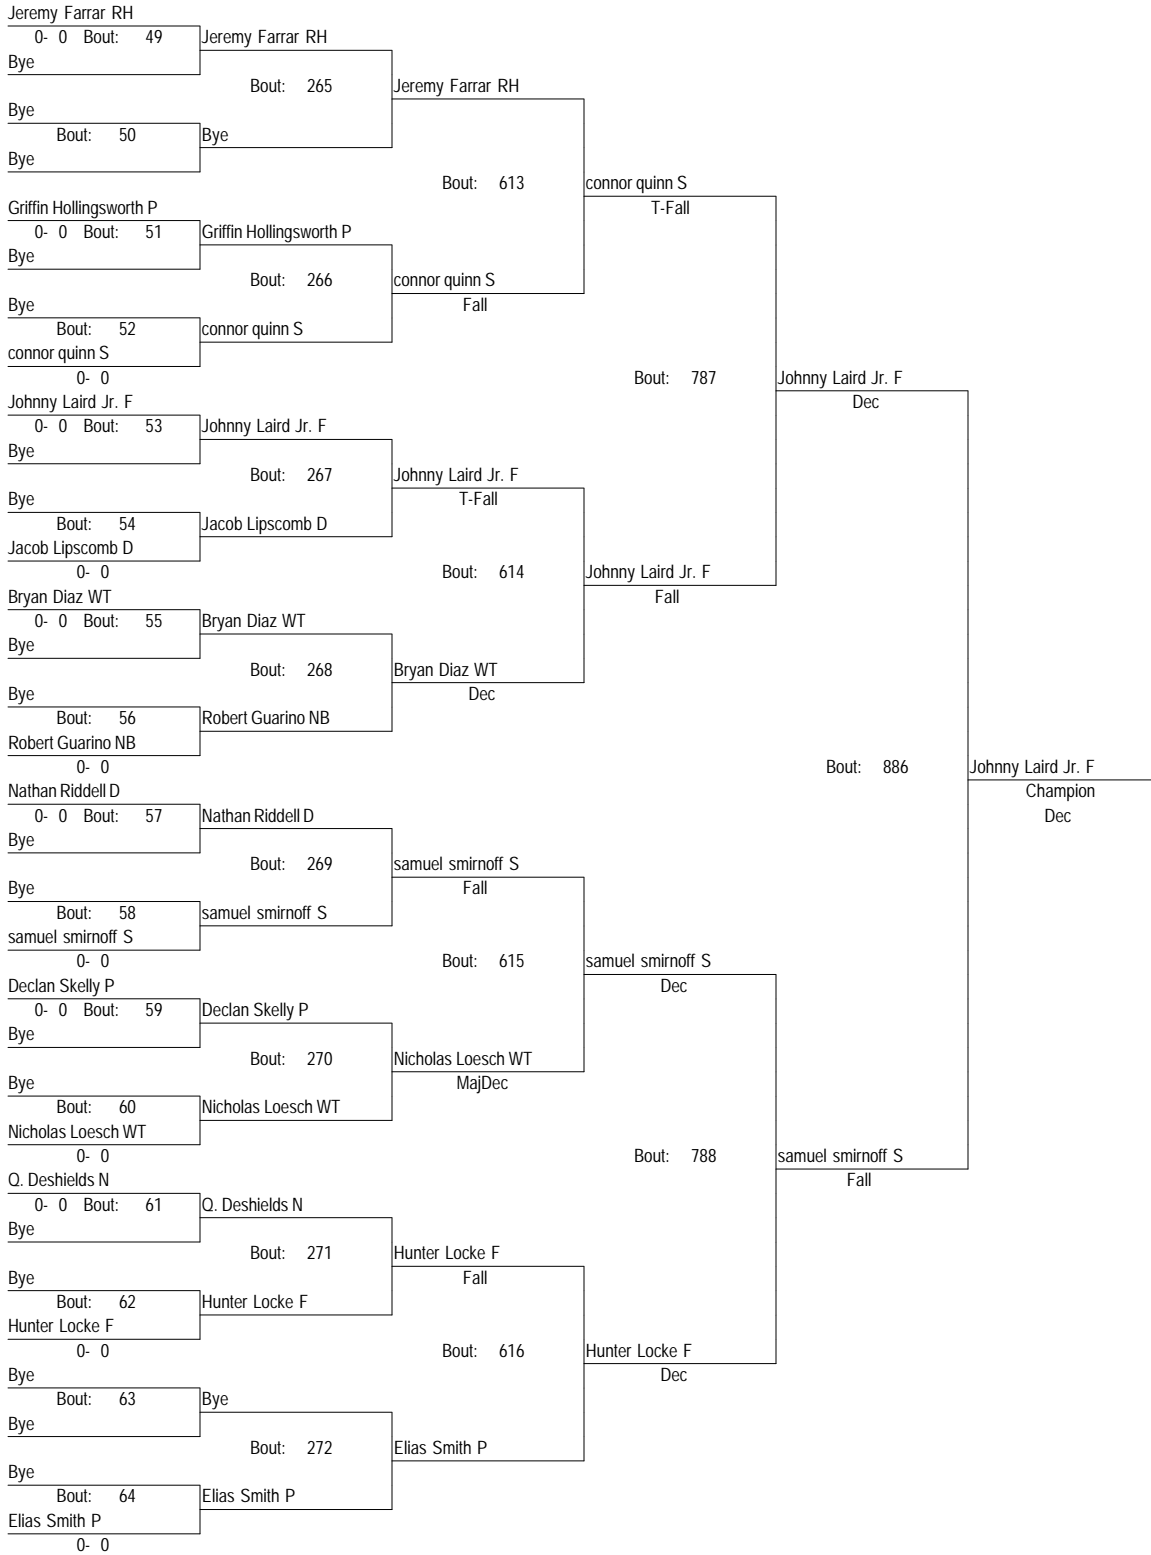 Jeremy Farrar RH
0- 0 Bout: 49 Jeremy Farrar RH
Bye
Bout: 265 Jeremy Farrar RH
Bye
Bout: 50 Bye
Bye
Bout: 613 connor quinn S
Griffin Hollingsworth P T-Fall
0- 0 Bout: 51 Griffin Hollingsworth P
Bye
Bout: 266 connor quinn S
Bye Fall
Bout: 52 connor quinn S
connor quinn S
0- 0 Bout: 787 Johnny Laird Jr. F
Johnny Laird Jr. F Dec
0- 0 Bout: 53 Johnny Laird Jr. F
Bye
Bout: 267 Johnny Laird Jr. F
Bye T-Fall
Bout: 54 Jacob Lipscomb D
Jacob Lipscomb D
0- 0 Bout: 614 Johnny Laird Jr. F
Bryan Diaz WT Fall
0- 0 Bout: 55 Bryan Diaz WT
Bye
Bout: 268 Bryan Diaz WT
Bye Dec
Bout: 56 Robert Guarino NB
Robert Guarino NB
0- 0 Bout: 886 Johnny Laird Jr. F
Nathan Riddell D Champion
0- 0 Bout: 57 Nathan Riddell D Dec
Bye
Bout: 269 samuel smirnoff S
Bye Fall
Bout: 58 samuel smirnoff S
samuel smirnoff S
0- 0 Bout: 615 samuel smirnoff S
Declan Skelly P Dec
0- 0 Bout: 59 Declan Skelly P
Bye
Bout: 270 Nicholas Loesch WT
Bye MajDec
Bout: 60 Nicholas Loesch WT
Nicholas Loesch WT
0- 0 Bout: 788 samuel smirnoff S
Q. Deshields N Fall
0- 0 Bout: 61 Q. Deshields N
Bye
Bout: 271 Hunter Locke F
Bye Fall
Bout: 62 Hunter Locke F
Hunter Locke F
0- 0 Bout: 616 Hunter Locke F
Bye Dec
Bout: 63 Bye
Bye
Bout: 272 Elias Smith P
Bye
Bout: 64 Elias Smith P
Elias Smith P
0- 0